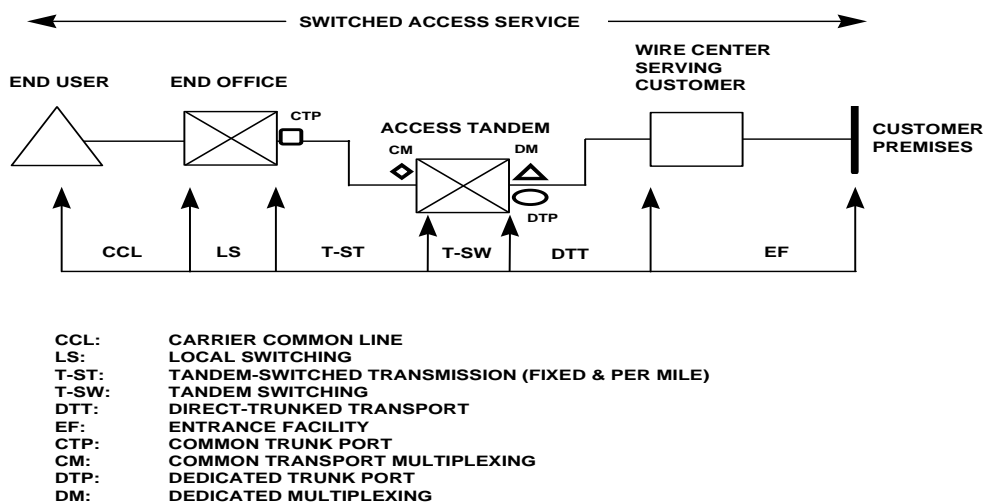 SWITCHED ACCESS SERVICE
WIRE CENTER
SERVING
CUSTOMER
END USER
END OFFICE
CTP
ACCESS TANDEM
CM
DM
CUSTOMER
PREMISES
DTP
CCL
LS
T-ST
T-SW
DTT
EF
CCL: CARRIER COMMON LINE
LS: LOCAL SWITCHING
T-ST: TANDEM-SWITCHED TRANSMISSION (FIXED & PER MILE)
T-SW: TANDEM SWITCHING
DTT: DIRECT-TRUNKED TRANSPORT
EF: ENTRANCE FACILITY
CTP: COMMON TRUNK PORT
CM: COMMON TRANSPORT MULTIPLEXING
DTP: DEDICATED TRUNK PORT
DM: DEDICATED MULTIPLEXING